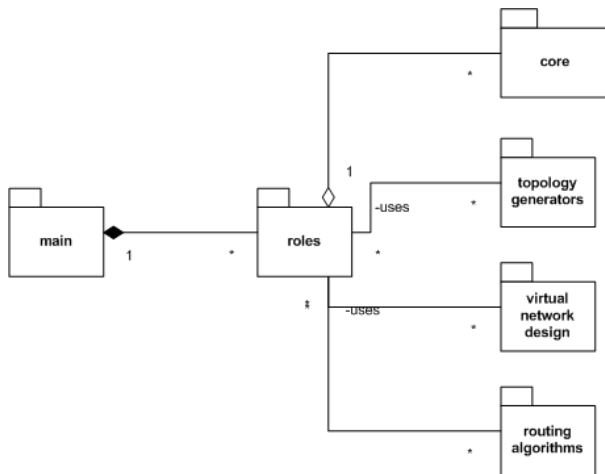 core
*
1
topology
generators
-uses
*
main
roles
1
*
*
*
*
-uses
virtual
network
design
*
routing
algorithms
*